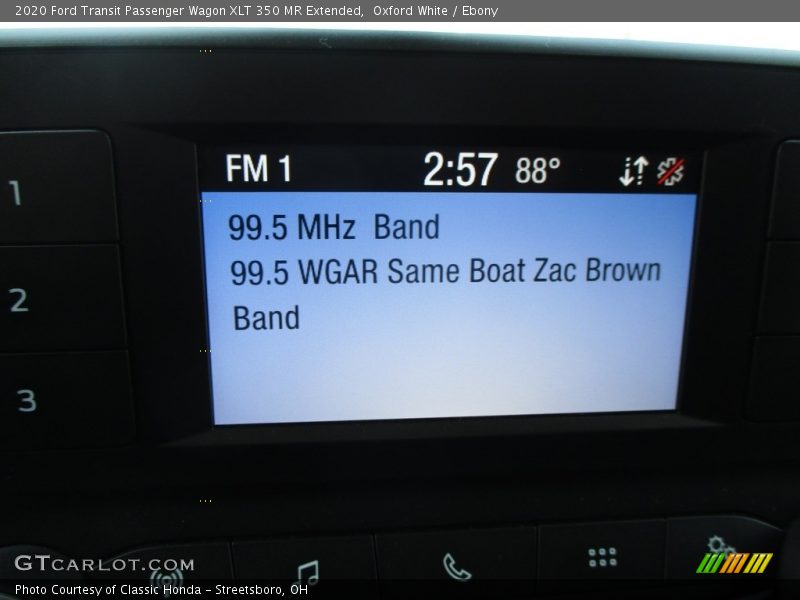 2020 Ford Transit Passenger Wagon XLT 350 MR Extended,  Oxford White / Ebony
FM 1 2:57 88°
1
99.5 MHz Band
99.5 WGAR Same Boat Zac Brown
2
Band
3
GTCARLOT.COM
Photo Courtesy of Classic Honda - Streetsboro, OH